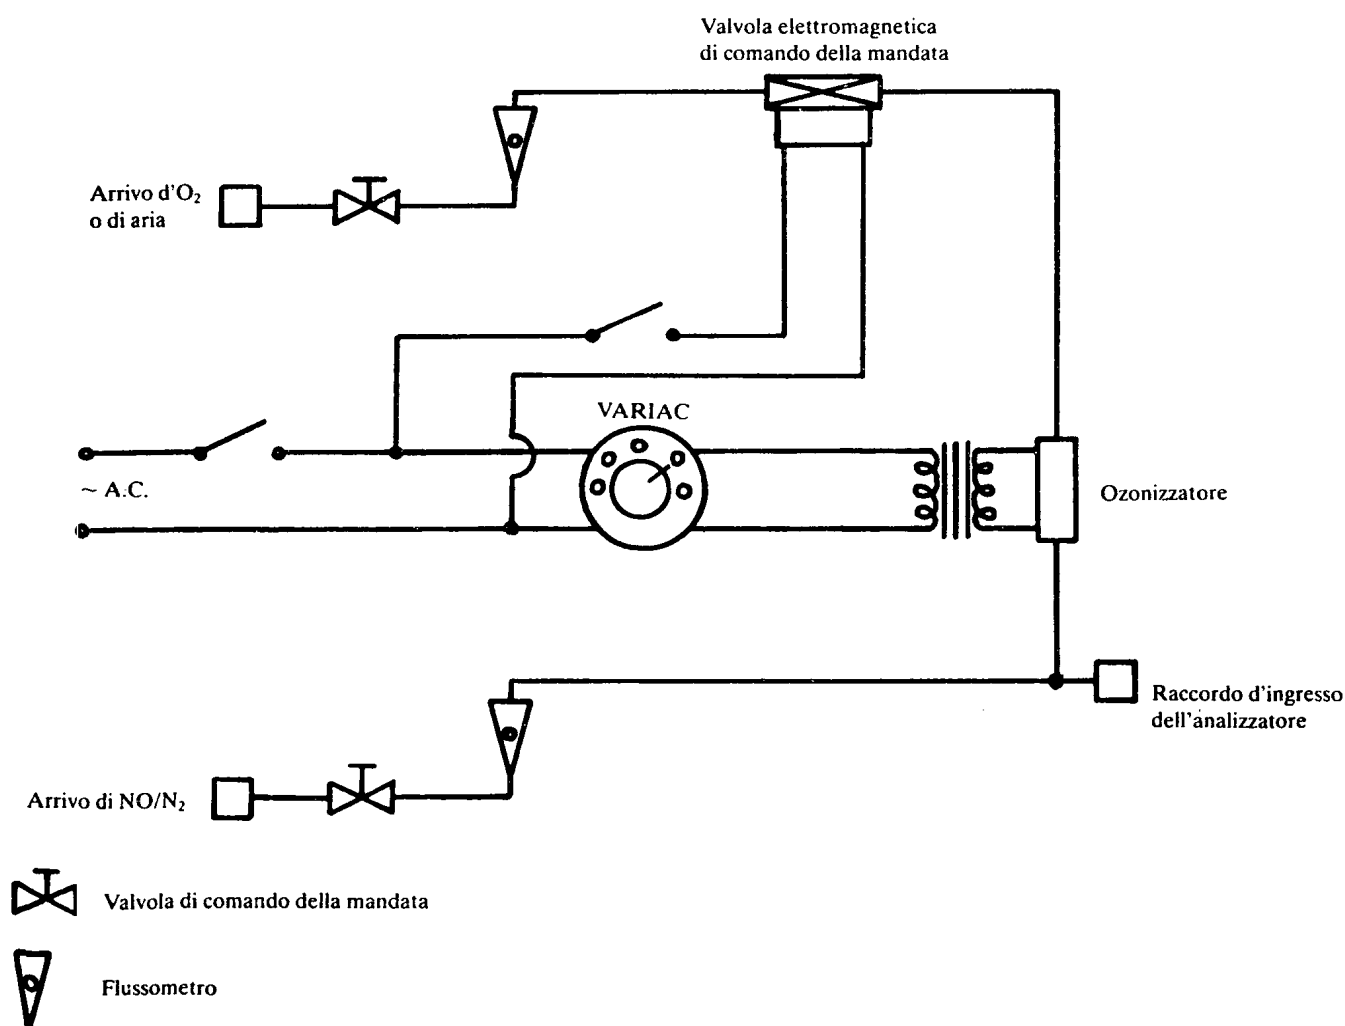 Valvola elettromagnetica
di comando della mandata
Arrivo d'O₂
o di aria
VARIAC
~ A.C.
Ozonizzatore
Raccordo d'ingresso
dell'analizzatore
Arrivo di NO/N₂
Valvola di comando della mandata
Flussometro